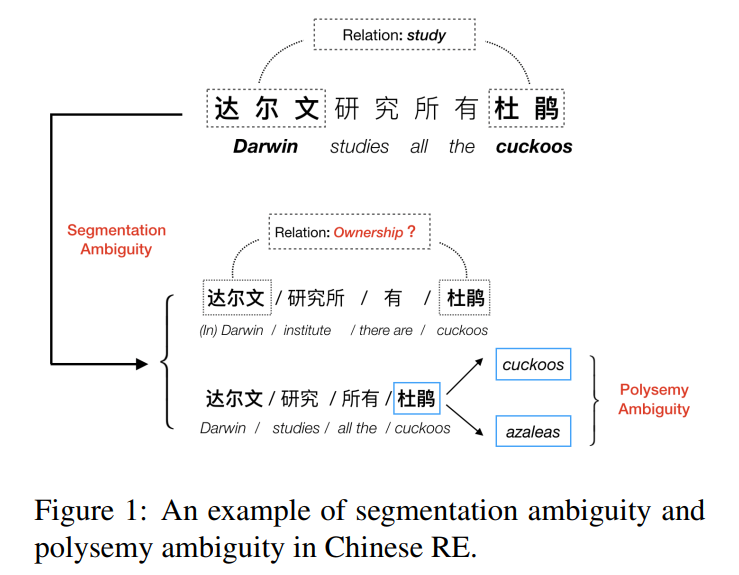 Relation: study
达 尔 文 研 究 所 有 杜 鹃
Darwin studies all the cuckoos
Segmentation
Ambiguity
Relation: Ownership ?
达尔文 / 研究所 / 有 / 杜鹃
(In) Darwin / institute / there are / cuckoos
达尔文 / 研究 / 所有 / 杜鹃
Darwin / studies / all the / cuckoos
cuckoos
azaleas
Polysemy
Ambiguity
Figure 1: An example of segmentation ambiguity and
polysemy ambiguity in Chinese RE.